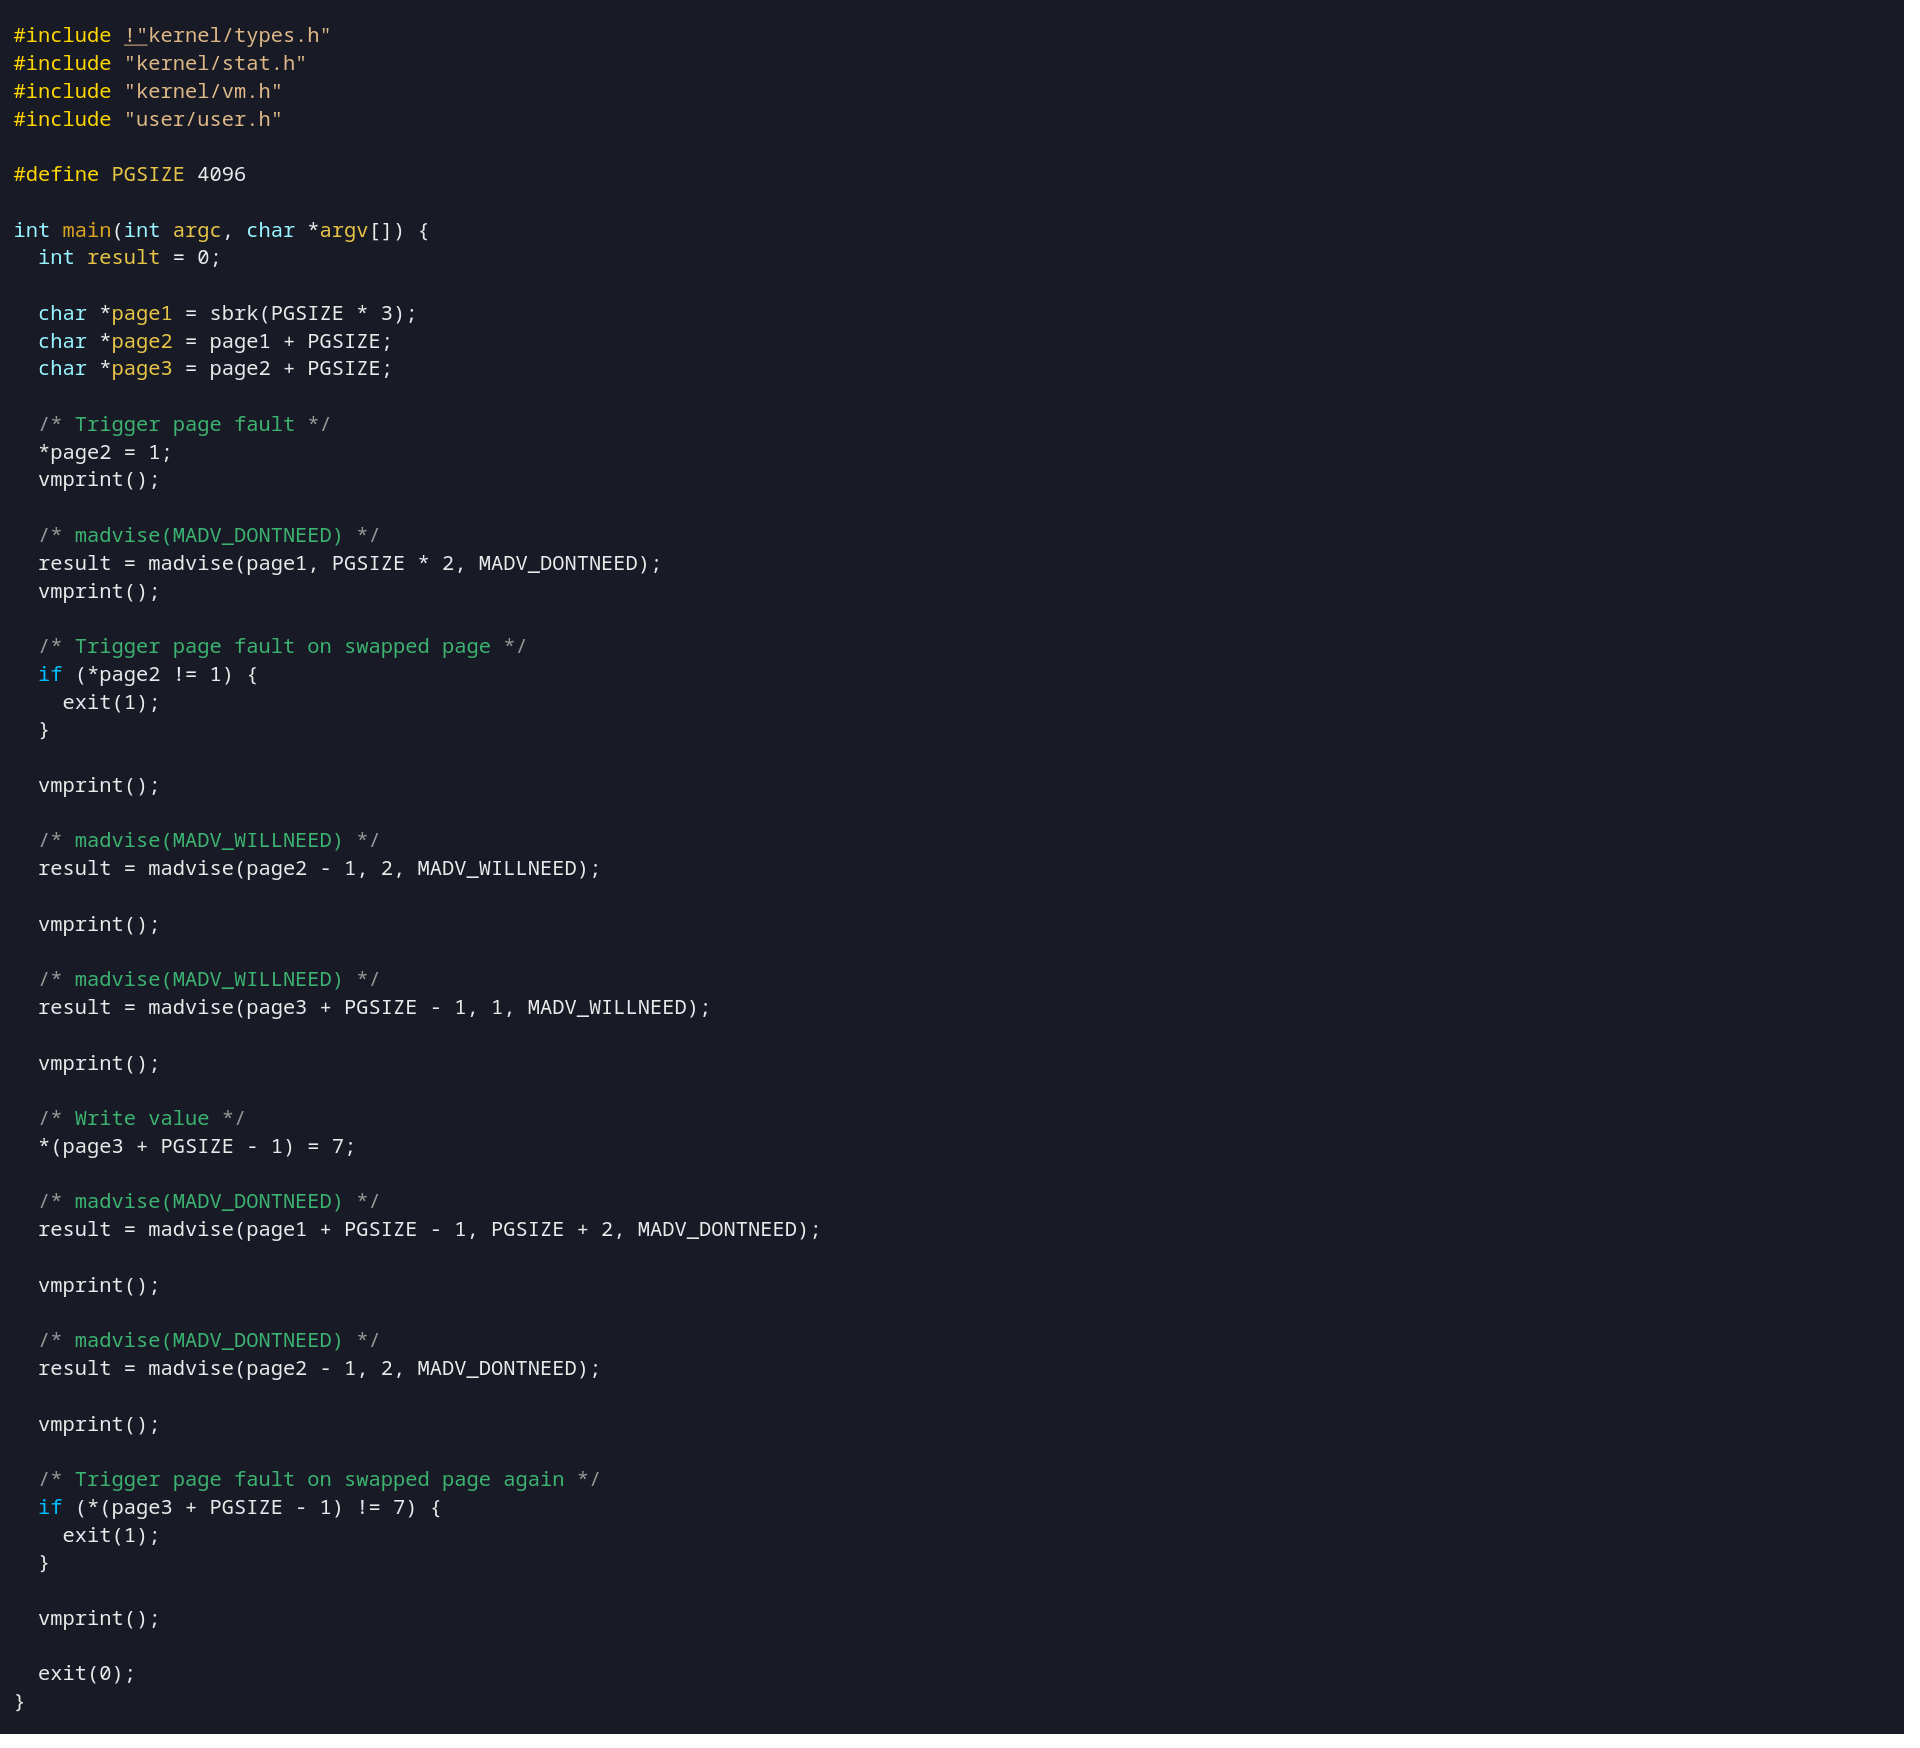 #include !"kernel/types.h"
#include "kernel/stat.h"
#include "kernel/vm.h"
#include "user/user.h"

#define PGSIZE 4096

int main(int argc, char *argv[]) {
  int result = 0;

  char *page1 = sbrk(PGSIZE * 3);
  char *page2 = page1 + PGSIZE;
  char *page3 = page2 + PGSIZE;

  /* Trigger page fault */
  *page2 = 1;
  vmprint();

  /* madvise(MADV_DONTNEED) */
  result = madvise(page1, PGSIZE * 2, MADV_DONTNEED);
  vmprint();

  /* Trigger page fault on swapped page */
  if (*page2 != 1) {
    exit(1);
  }

  vmprint();

  /* madvise(MADV_WILLNEED) */
  result = madvise(page2 - 1, 2, MADV_WILLNEED);

  vmprint();

  /* madvise(MADV_WILLNEED) */
  result = madvise(page3 + PGSIZE - 1, 1, MADV_WILLNEED);

  vmprint();

  /* Write value */
  *(page3 + PGSIZE - 1) = 7;

  /* madvise(MADV_DONTNEED) */
  result = madvise(page1 + PGSIZE - 1, PGSIZE + 2, MADV_DONTNEED);

  vmprint();

  /* madvise(MADV_DONTNEED) */
  result = madvise(page2 - 1, 2, MADV_DONTNEED);

  vmprint();

  /* Trigger page fault on swapped page again */
  if (*(page3 + PGSIZE - 1) != 7) {
    exit(1);
  }

  vmprint();

  exit(0);
}